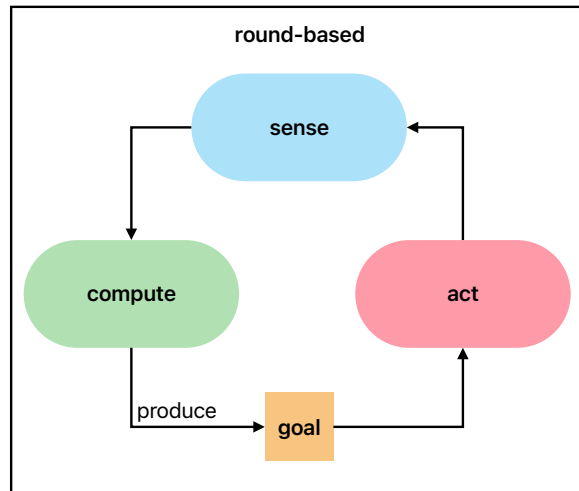 round-based
sense
compute
act
produce
goal